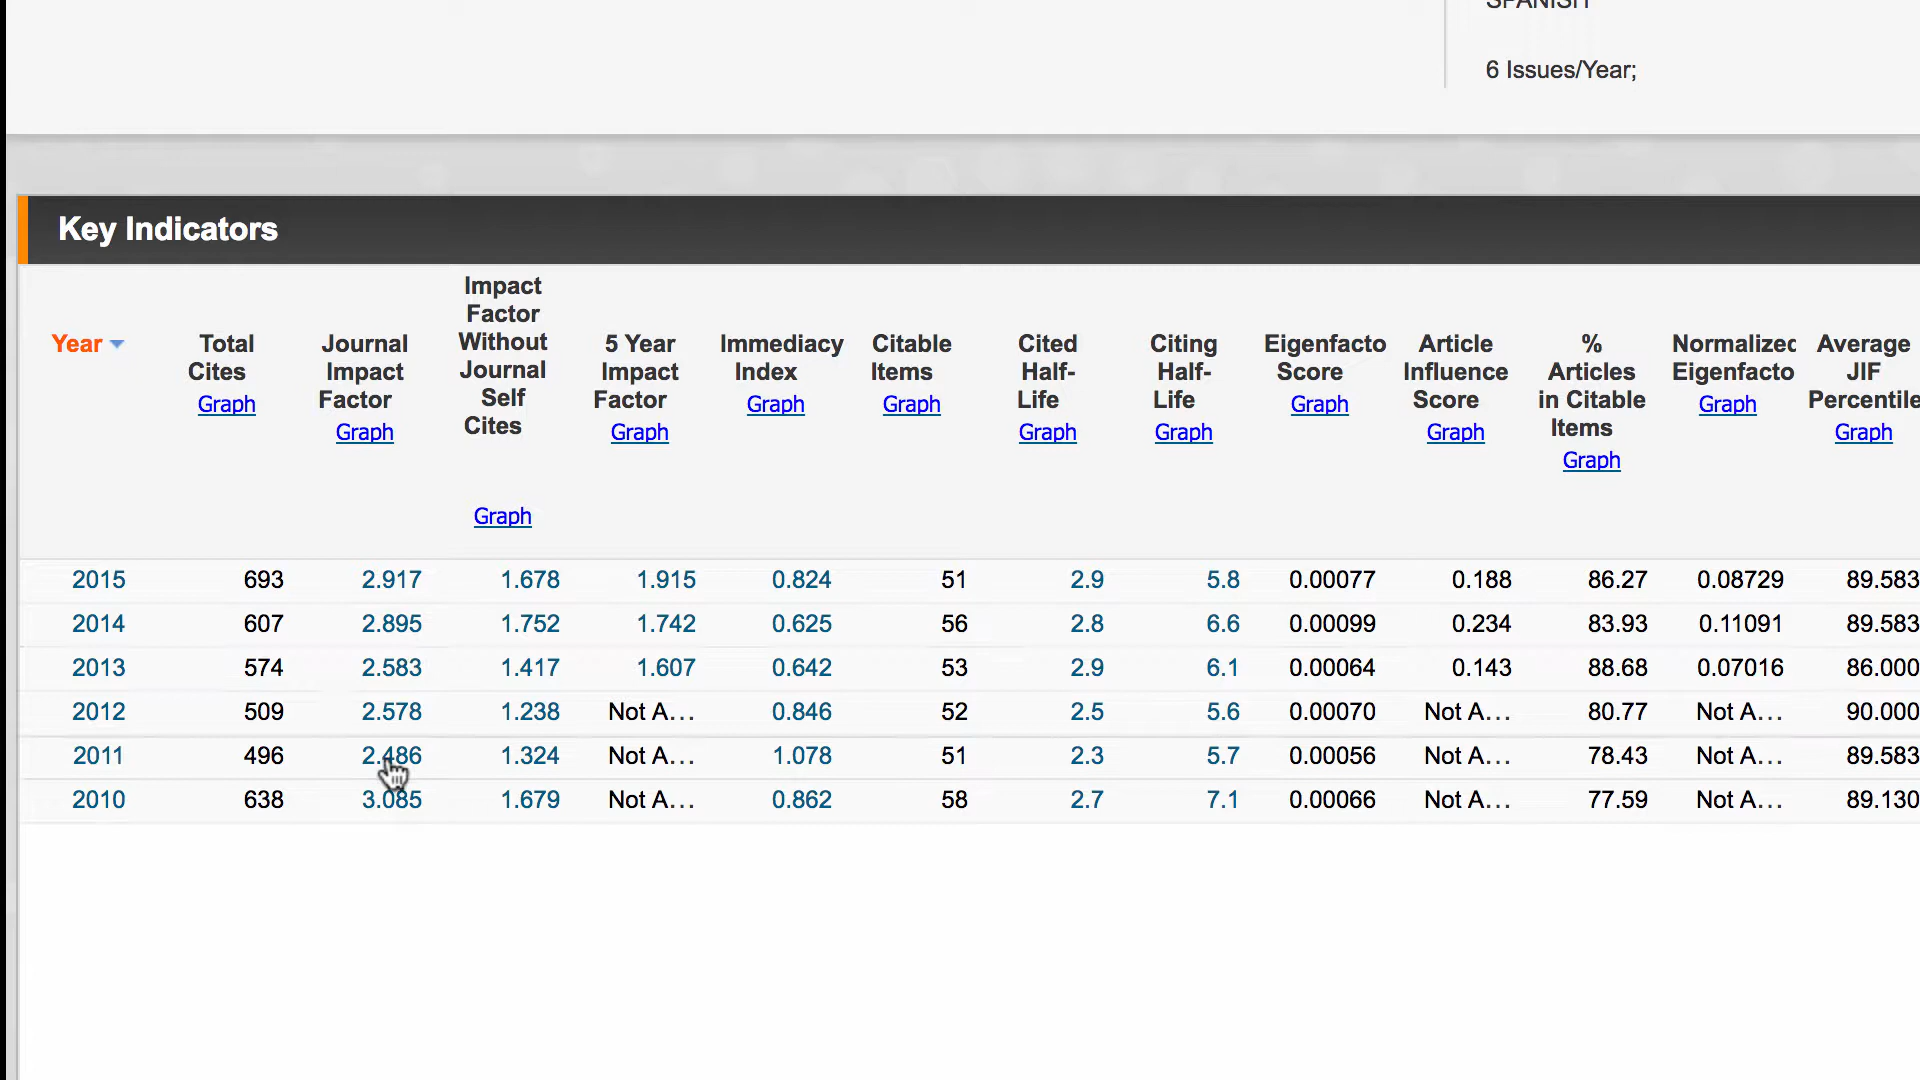 SPANISH
6 Issues/Year;
Key Indicators
Year
Total Cites Graph
Journal Impact Factor Graph
Impact Factor Without Journal Self Cites Graph
5 Year Impact Factor Graph
Immediacy Index Graph
Citable Items Graph
Cited Half-Life Graph
Citing Half-Life Graph
Eigenfacto Score Graph
Article Influence Score Graph
% Articles in Citable Items Graph
Normalized Eigenfacto Graph
Average JIF Percentile Graph
2015 693 2.917 1.678 1.915 0.824 51 2.9 5.8 0.00077 0.188 86.27 0.08729 89.583
2014 607 2.895 1.752 1.742 0.625 56 2.8 6.6 0.00099 0.234 83.93 0.11091 89.583
2013 574 2.583 1.417 1.607 0.642 53 2.9 6.1 0.00064 0.143 88.68 0.07016 86.000
2012 509 2.578 1.238 Not A... 0.846 52 2.5 5.6 0.00070 Not A... 80.77 Not A... 90.000
2011 496 2.486 1.324 Not A... 1.078 51 2.3 5.7 0.00056 Not A... 78.43 Not A... 89.583
2010 638 3.085 1.679 Not A... 0.862 58 2.7 7.1 0.00066 Not A... 77.59 Not A... 89.130